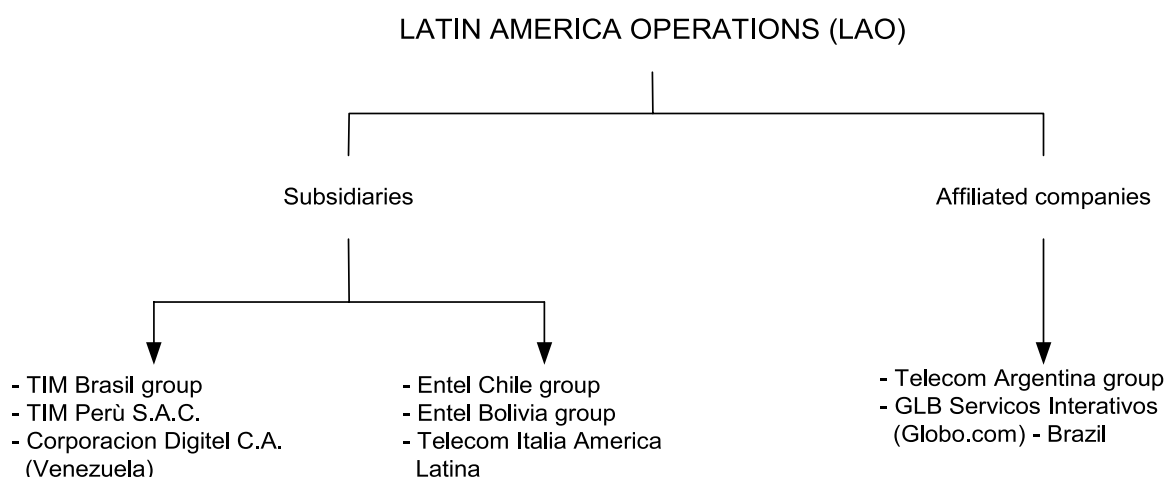 LATIN AMERICA OPERATIONS (LAO)
Subsidiaries
Affiliated companies
- TIM Brasil group
- TIM Perù S.A.C.
- Corporacion Digitel C.A.
(Venezuela)
- Entel Chile group
- Entel Bolivia group
- Telecom Italia America
Latina
- Telecom Argentina group
- GLB Servicos Interativos
(Globo.com) - Brazil